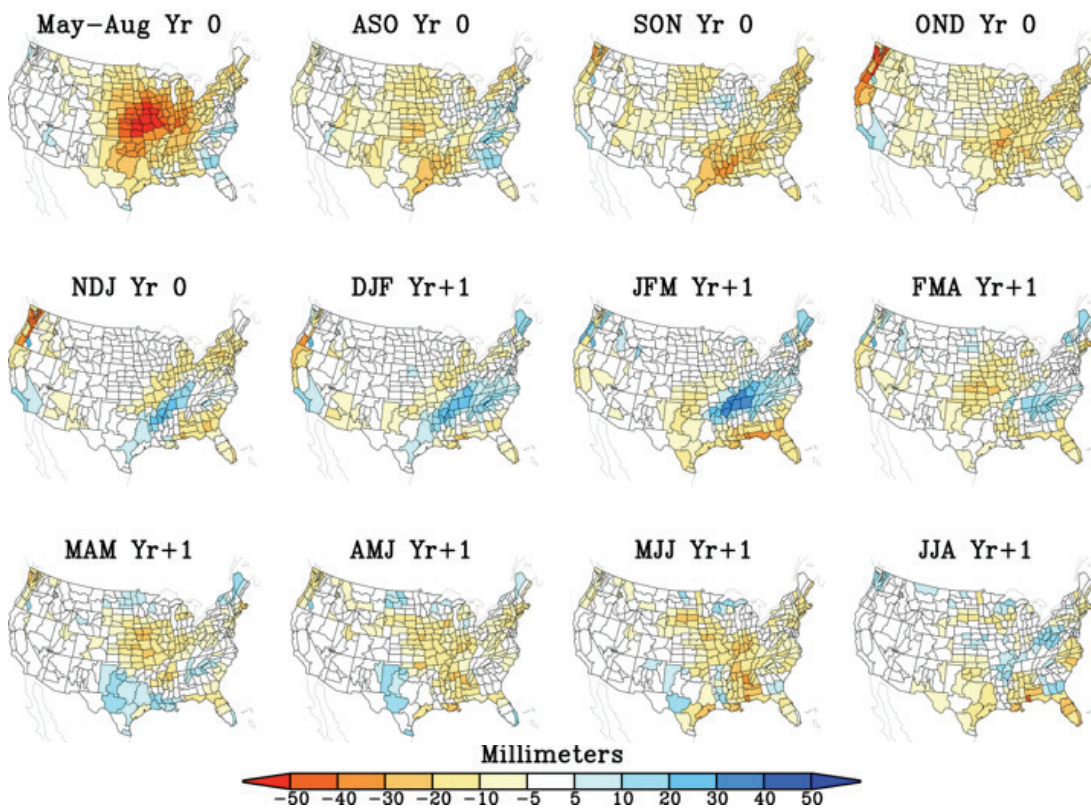 May-Aug Yr 0 ASO Yr 0 SON Yr 0 OND Yr 0
NDJ Yr 0 DJF Yr+1 JFM Yr+1 FMA Yr+1
MAM Yr+1 AMJ Yr+1 MJJ Yr+1 JJA Yr+1
Millimeters
-50 -40 -30 -20 -10 -5 5 10 20 30 40 50